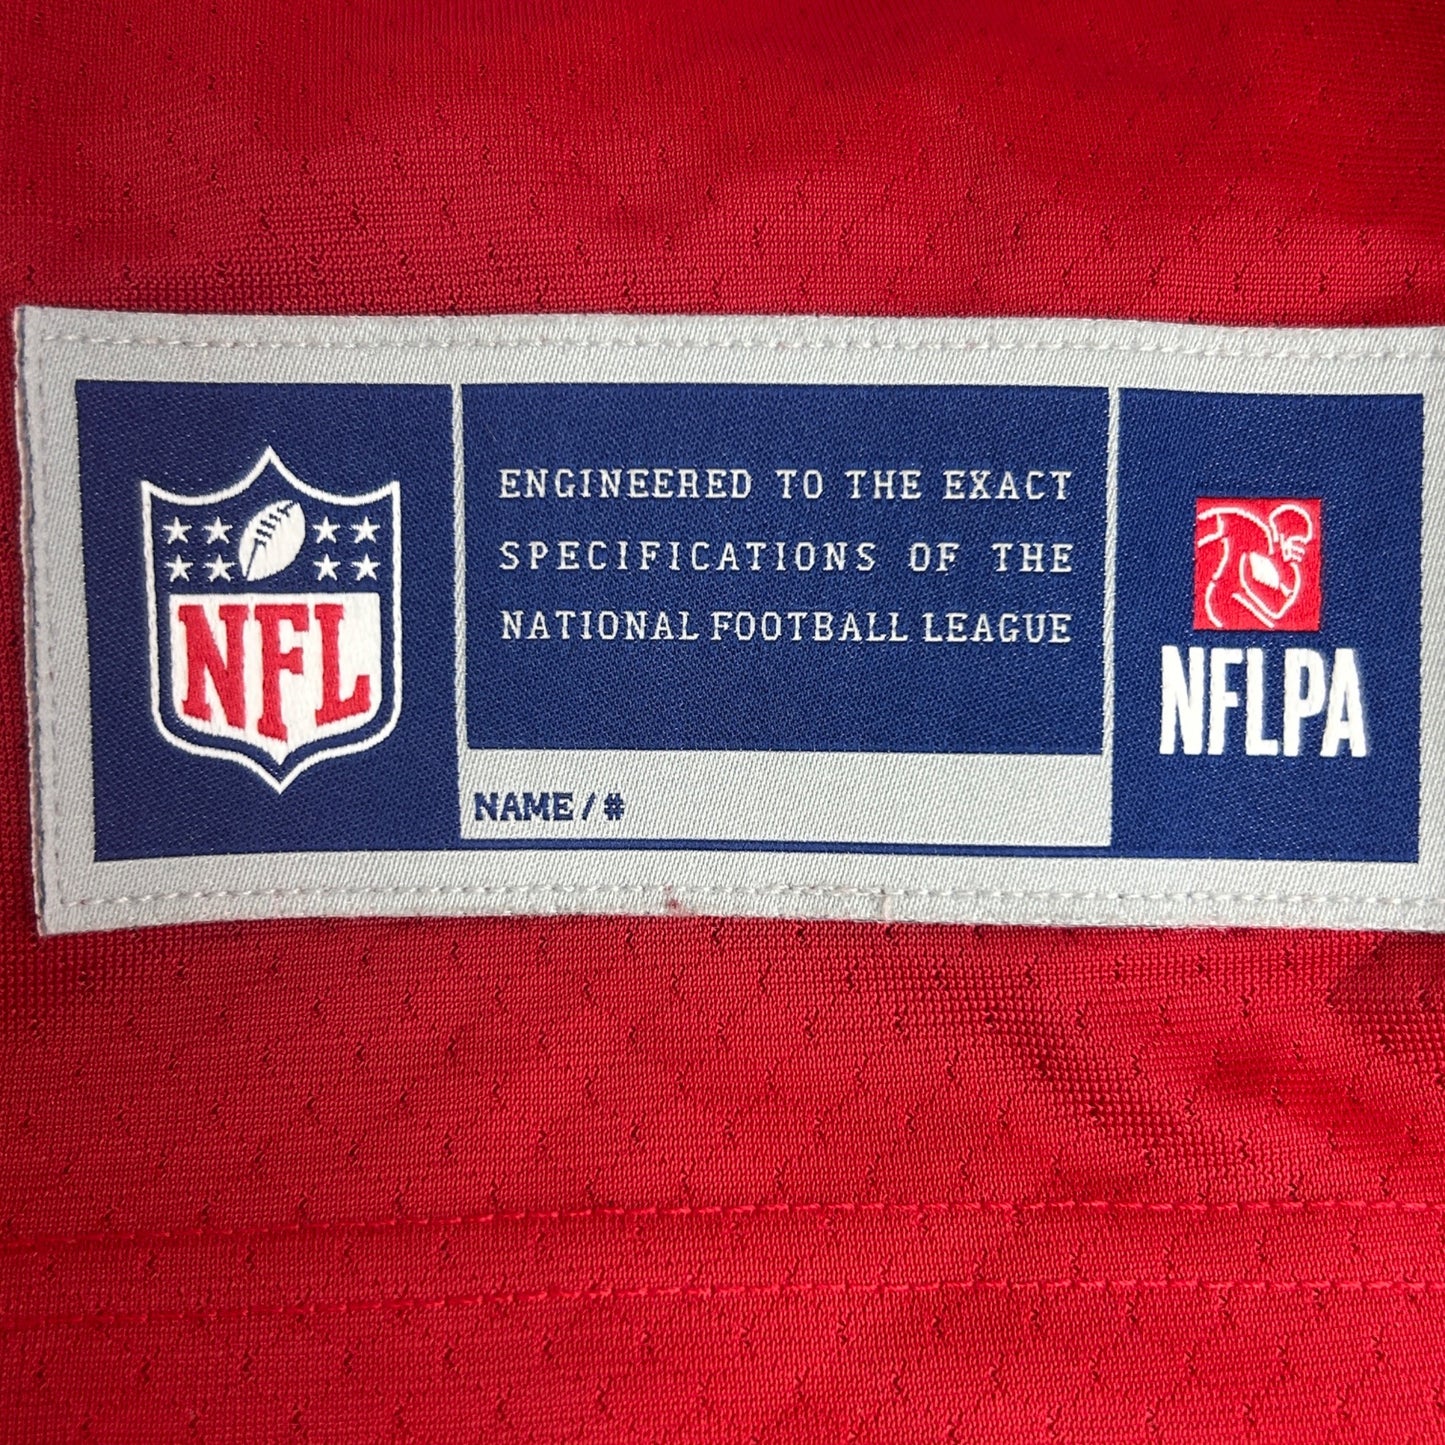 NFL
ENGINEERED TO THE EXACT
SPECIFICATIONS OF THE
NATIONAL FOOTBALL LEAGUE
NAME / #
NFLPA